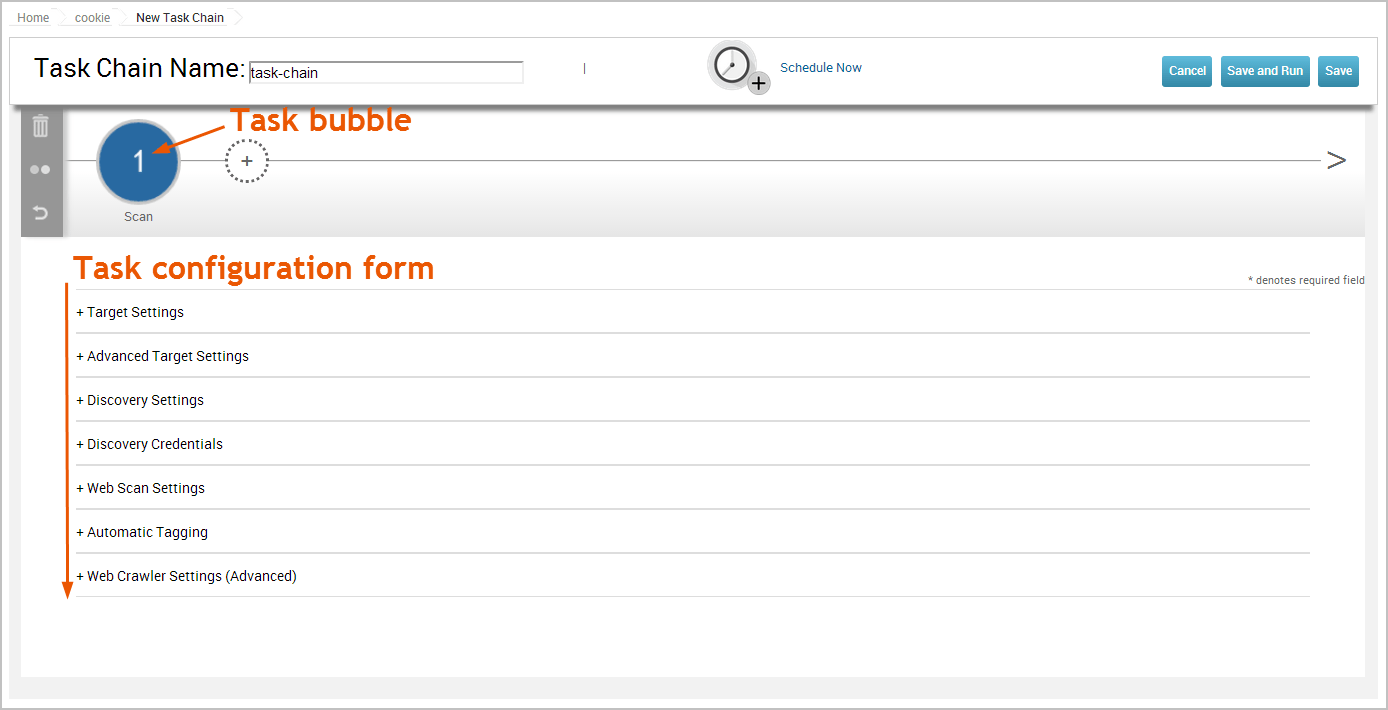 Home cookie New Task Chain
Task Chain Name: task-chain | + Schedule Now Cancel Save and Run Save
Task bubble
1 + >
Scan
Task configuration form
* denotes required field
+ Target Settings
+ Advanced Target Settings
+ Discovery Settings
+ Discovery Credentials
+ Web Scan Settings
+ Automatic Tagging
+ Web Crawler Settings (Advanced)